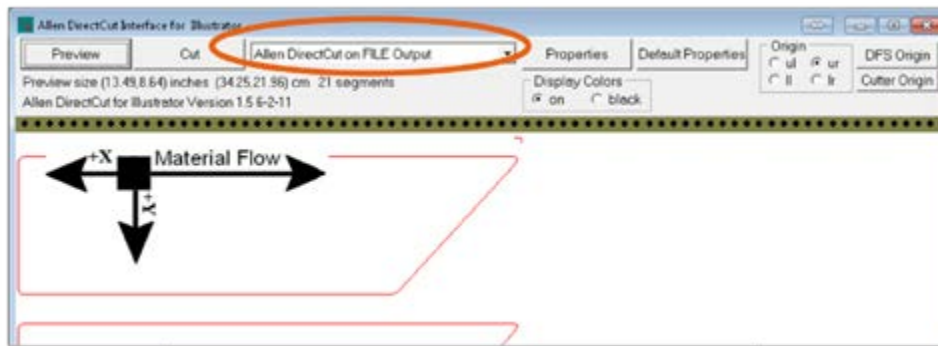 Allen DirectCut Interface for Illustrator
Preview Cut Allen DirectCut on FILE Output Properties Default Properties Origin ul ur ll lr DFS Origin Cutter Origin
Preview size (13.49,8.64) inches (34.25,21.96) cm 21 segments
Display Colors
Allen DirectCut for Illustrator Version 1.5 6-2-11
on black
+X Material Flow
+Y